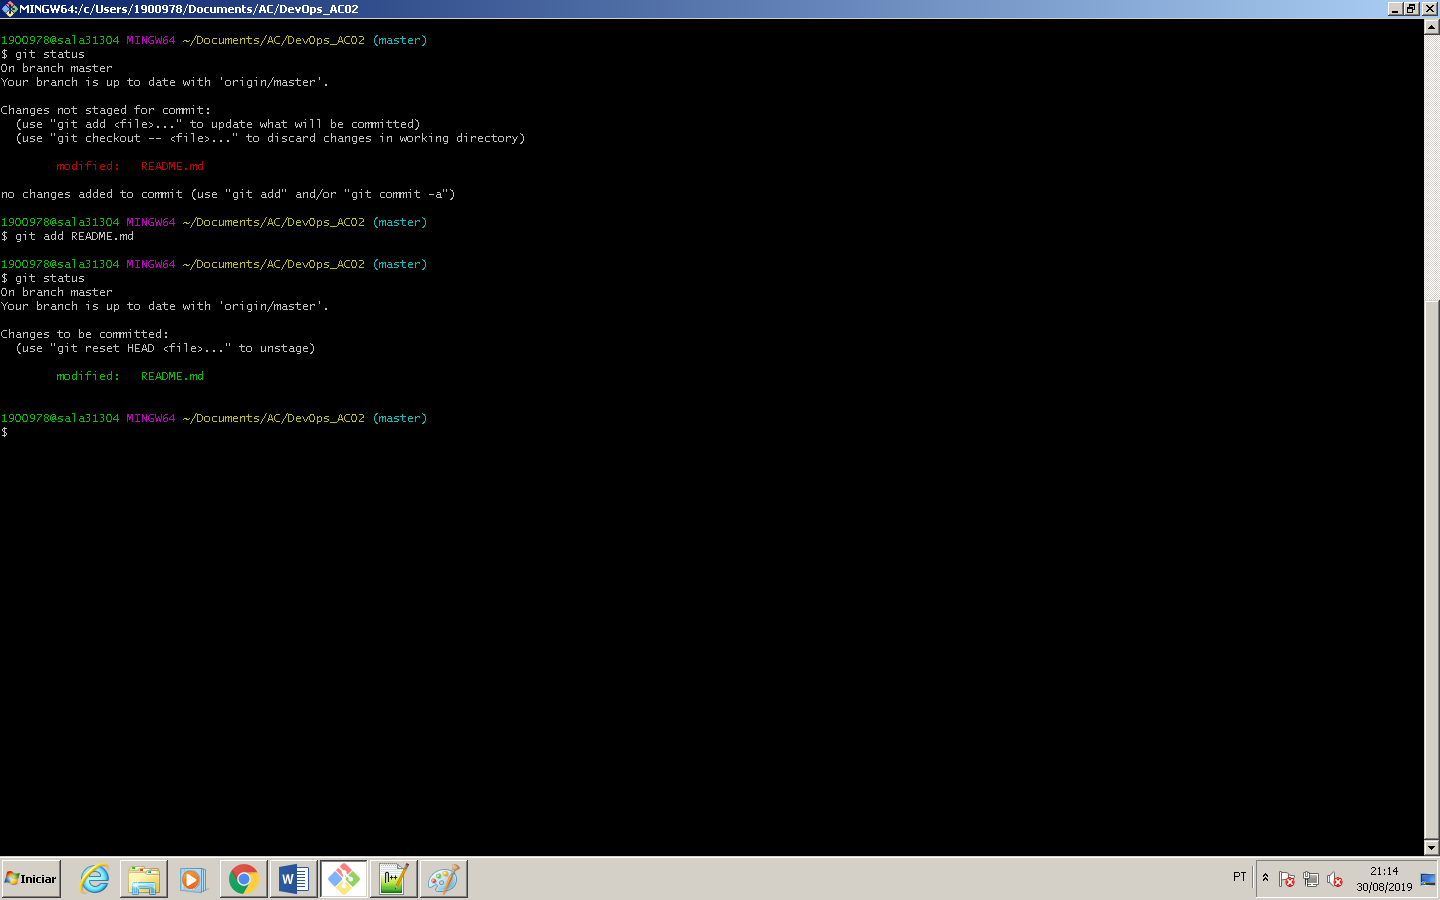 MINGW64:/c/Users/1900978/Documents/AC/DevOps_AC02
1900978@sala31304 MINGW64 ~/Documents/AC/DevOps_AC02 (master)
$ git status
On branch master
Your branch is up to date with 'origin/master'.
Changes not staged for commit:
  (use "git add <file>..." to update what will be committed)
  (use "git checkout -- <file>..." to discard changes in working directory)
        modified:   README.md
no changes added to commit (use "git add" and/or "git commit -a")
1900978@sala31304 MINGW64 ~/Documents/AC/DevOps_AC02 (master)
$ git add README.md
1900978@sala31304 MINGW64 ~/Documents/AC/DevOps_AC02 (master)
$ git status
On branch master
Your branch is up to date with 'origin/master'.
Changes to be committed:
  (use "git reset HEAD <file>..." to unstage)
        modified:   README.md
1900978@sala31304 MINGW64 ~/Documents/AC/DevOps_AC02 (master)
$
Iniciar
PT
21:14
30/08/2019